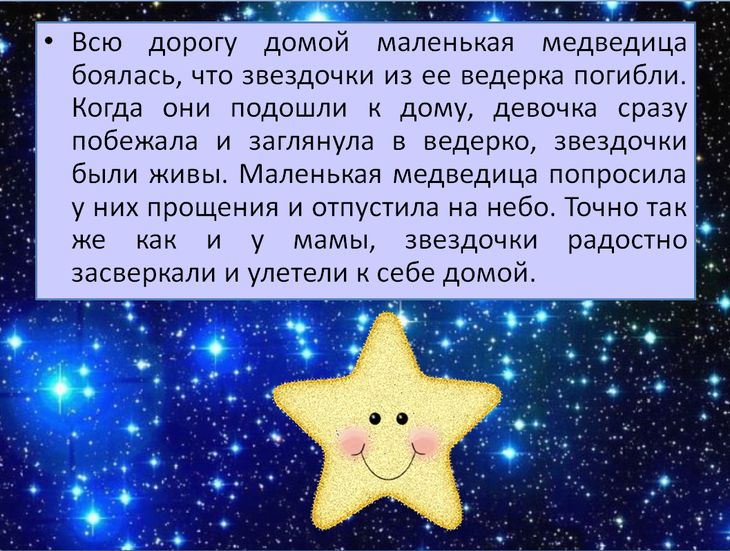 • Всю дорогу домой маленькая медведица
боялась, что звездочки из ее ведерка погибли.
Когда они подошли к дому, девочка сразу
побежала и заглянула в ведерко, звездочки
были живы. Маленькая медведица попросила
у них прощения и отпустила на небо. Точно так
же как и у мамы, звездочки радостно
засверкали и улетели к себе домой.